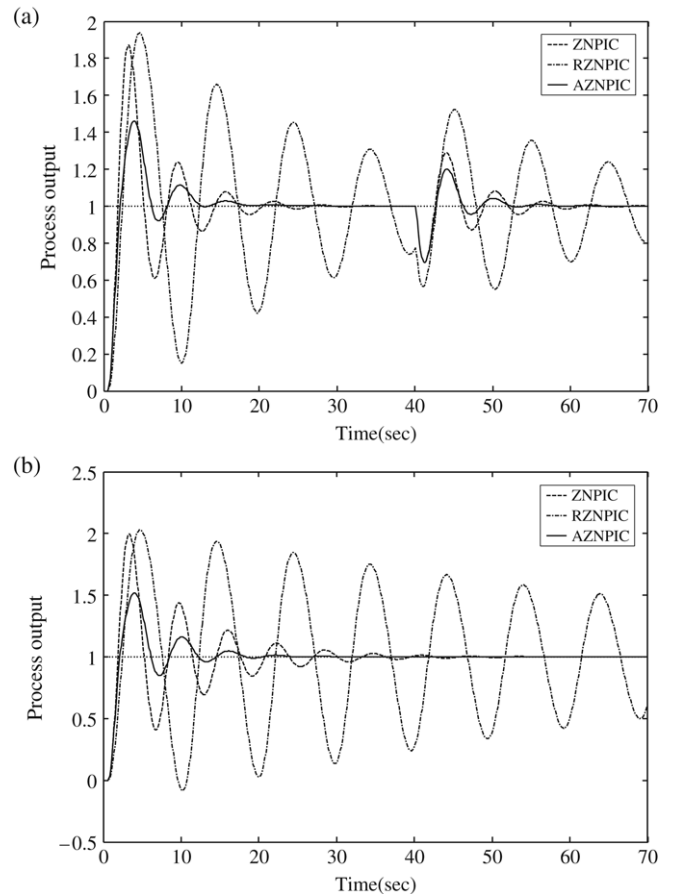 (a)
Process output
2
1.8
1.6
1.4
1.2
1
0.8
0.6
0.4
0.2
0
ZNPIC
RZNPIC
AZNPIC
0 10 20 30 40 50 60 70
Time(sec)
(b)
Process output
2.5
2
1.5
1
0.5
0
−0.5
ZNPIC
RZNPIC
AZNPIC
0 10 20 30 40 50 60 70
Time(sec)